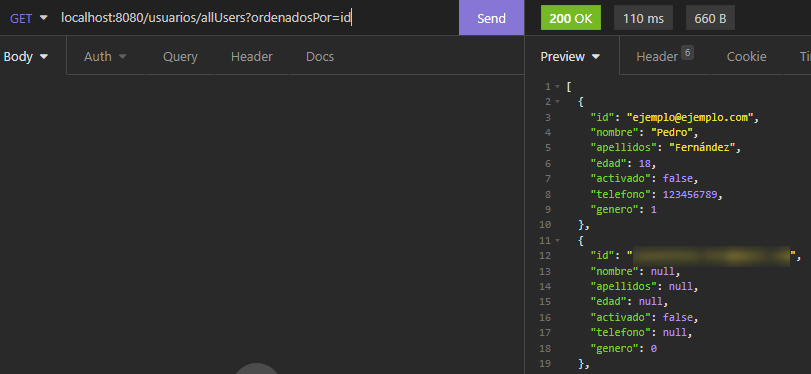 GET localhost:8080/usuarios/allUsers?ordenadosPor=id Send 200 OK 110 ms 660 B
Body Auth Query Header Docs Preview Header 6 Cookie
1 [
2 {
3 "id": "ejemplo@ejemplo.com",
4 "nombre": "Pedro",
5 "apellidos": "Fernández",
6 "edad": 18,
7 "activado": false,
8 "telefono": 123456789,
9 "genero": 1
10 },
11 {
12 "id": " ",
13 "nombre": null,
14 "apellidos": null,
15 "edad": null,
16 "activado": false,
17 "telefono": null,
18 "genero": 0
19 },